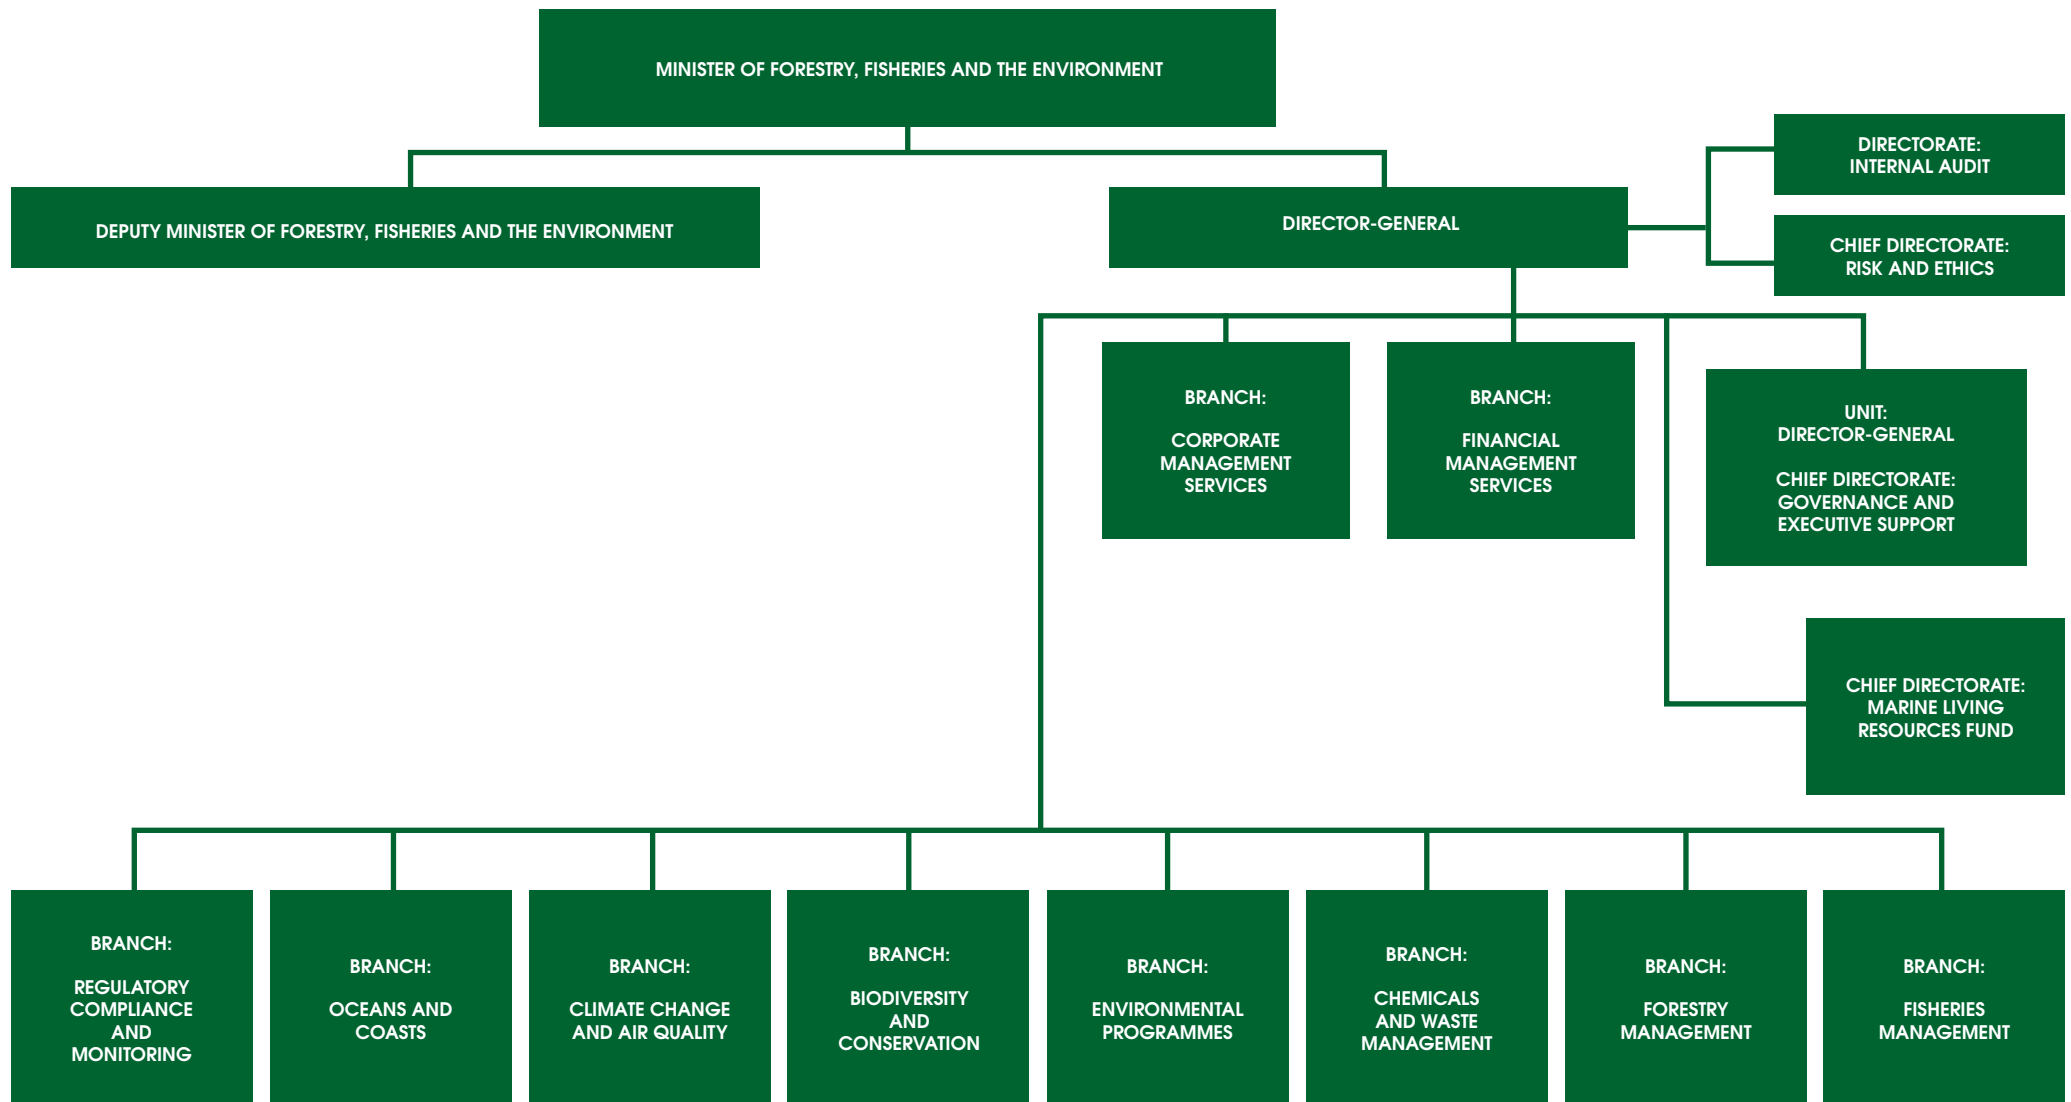 MINISTER OF FORESTRY, FISHERIES AND THE ENVIRONMENT
DEPUTY MINISTER OF FORESTRY, FISHERIES AND THE ENVIRONMENT
DIRECTOR-GENERAL
DIRECTORATE:
INTERNAL AUDIT
CHIEF DIRECTORATE:
RISK AND ETHICS
BRANCH:
CORPORATE
MANAGEMENT
SERVICES
BRANCH:
FINANCIAL
MANAGEMENT
SERVICES
UNIT:
DIRECTOR-GENERAL
CHIEF DIRECTORATE:
GOVERNANCE AND
EXECUTIVE SUPPORT
CHIEF DIRECTORATE:
MARINE LIVING
RESOURCES FUND
BRANCH:
REGULATORY
COMPLIANCE
AND
MONITORING
BRANCH:
OCEANS AND
COASTS
BRANCH:
CLIMATE CHANGE
AND AIR QUALITY
BRANCH:
BIODIVERSITY
AND
CONSERVATION
BRANCH:
ENVIRONMENTAL
PROGRAMMES
BRANCH:
CHEMICALS
AND WASTE
MANAGEMENT
BRANCH:
FORESTRY
MANAGEMENT
BRANCH:
FISHERIES
MANAGEMENT